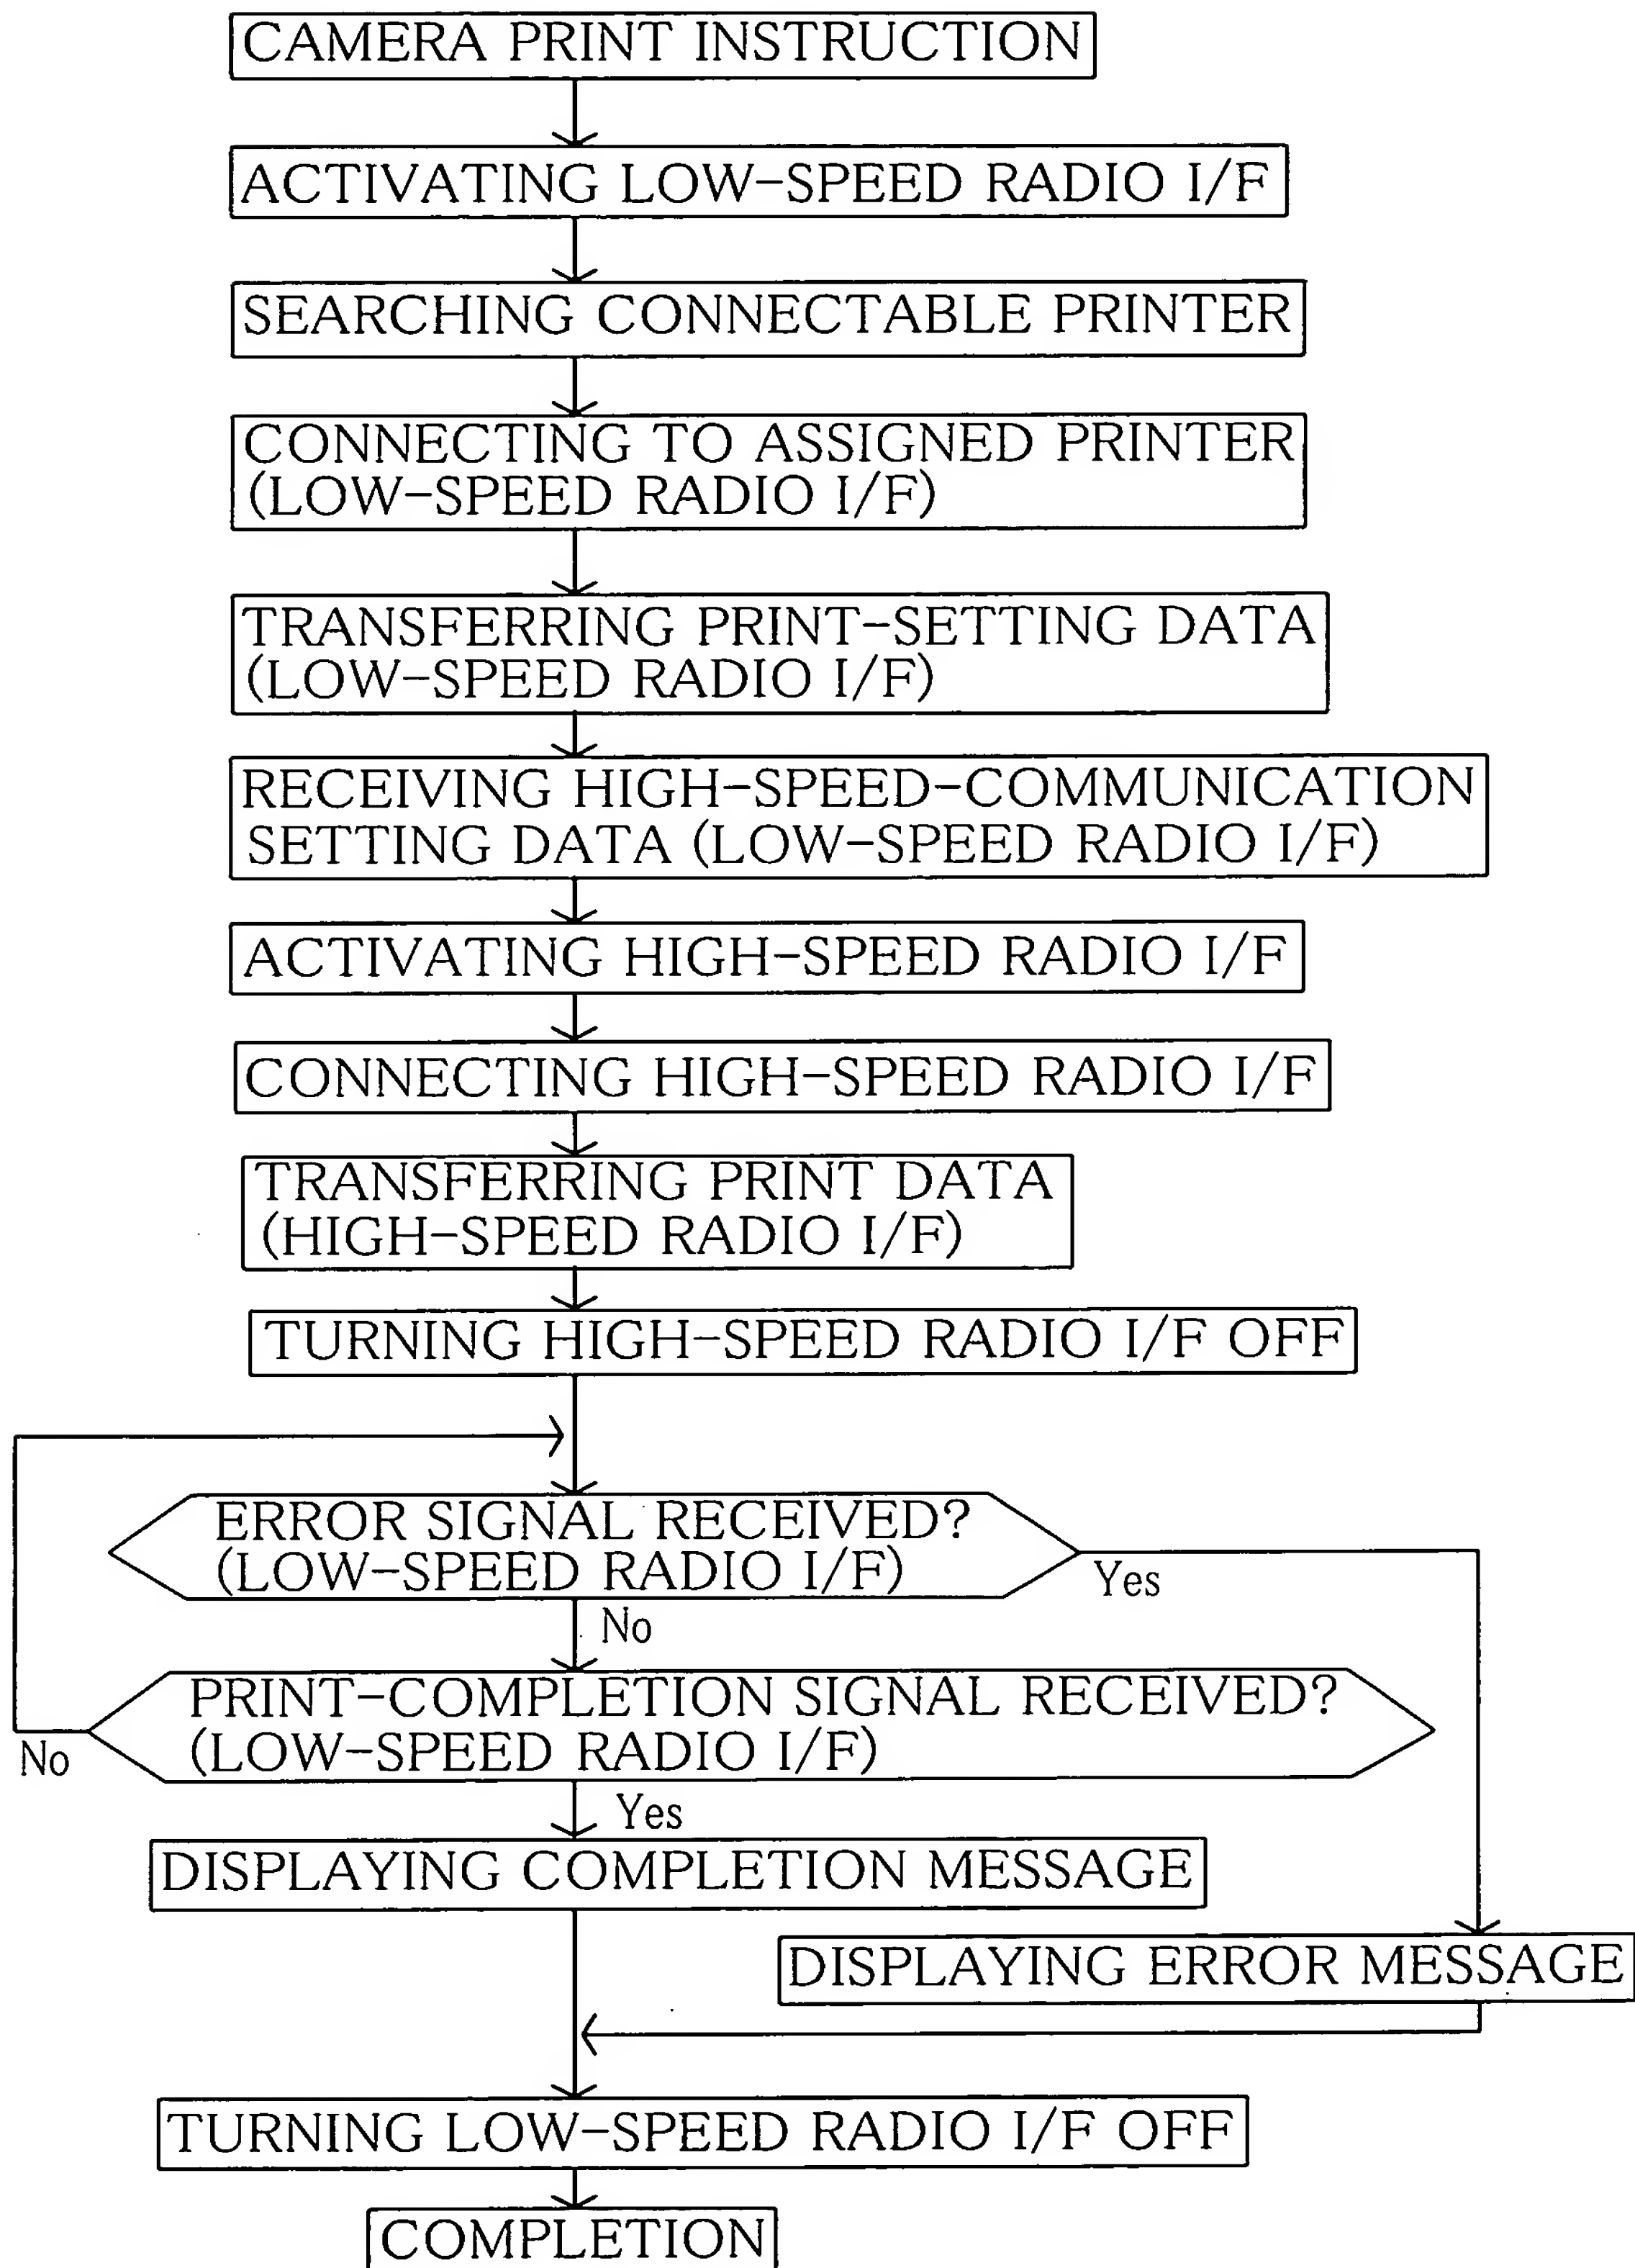 CAMERA PRINT INSTRUCTION
ACTIVATING LOW-SPEED RADIO I/F
SEARCHING CONNECTABLE PRINTER
CONNECTING TO ASSIGNED PRINTER
(LOW-SPEED RADIO I/F)
TRANSFERRING PRINT-SETTING DATA
(LOW-SPEED RADIO I/F)
RECEIVING HIGH-SPEED-COMMUNICATION
SETTING DATA (LOW-SPEED RADIO I/F)
ACTIVATING HIGH-SPEED RADIO I/F
CONNECTING HIGH-SPEED RADIO I/F
TRANSFERRING PRINT DATA
(HIGH-SPEED RADIO I/F)
TURNING HIGH-SPEED RADIO I/F OFF
ERROR SIGNAL RECEIVED?
(LOW-SPEED RADIO I/F)
Yes
No
PRINT-COMPLETION SIGNAL RECEIVED?
(LOW-SPEED RADIO I/F)
No
Yes
DISPLAYING COMPLETION MESSAGE
DISPLAYING ERROR MESSAGE
TURNING LOW-SPEED RADIO I/F OFF
COMPLETION